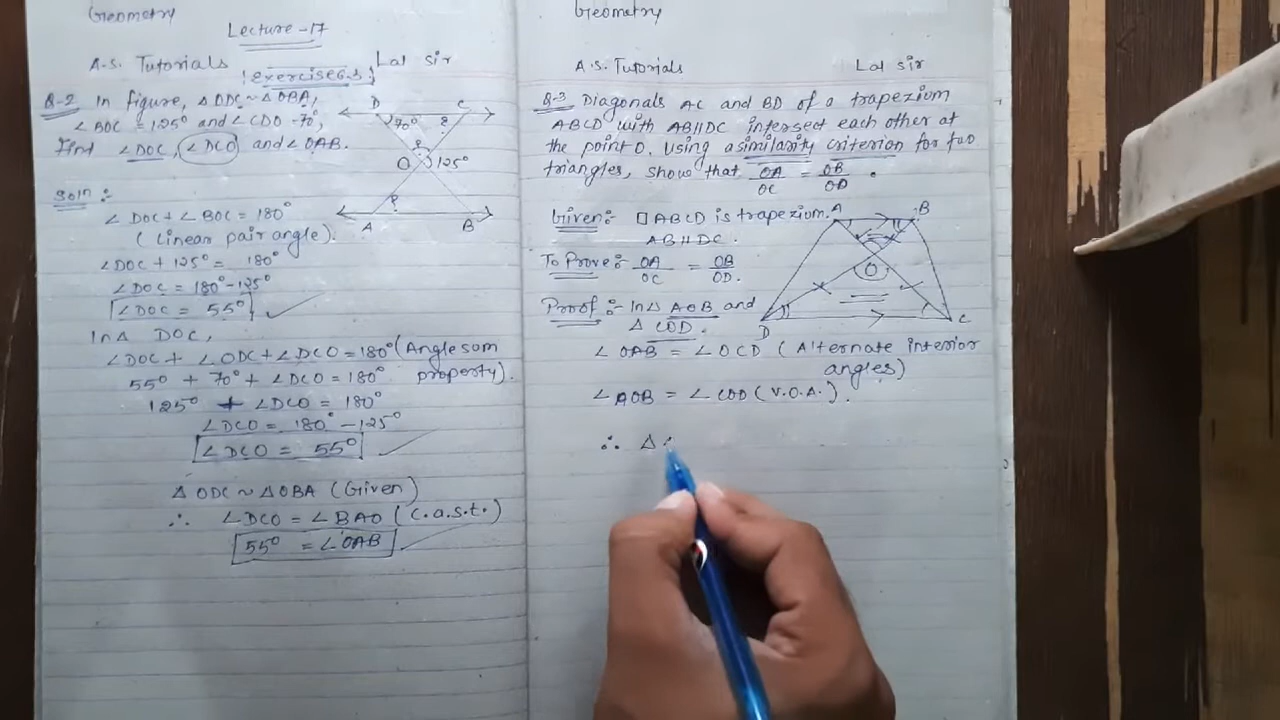 Geometry
Lecture -17
A.S. Tutorials
Lal sir
(exercise 6.3)
Q-2 In figure, △ ODC ~ △OBA,
∠ BOC = 125° and ∠ CDO = 70°,
Find ∠DOC, ∠DCO and ∠OAB.
D
C
70°
?
?
O
125°
?
A
B
Soln :-
∠ DOC + ∠ BOC = 180°
( Linear pair angle).
∠DOC + 125° = 180°
∠DOC = 180° - 125°
∠DOC = 55°
In △ DOC,
∠DOC + ∠ODC + ∠DCO = 180° (Angle som
property).
55° + 70° + ∠DCO = 180°
125° + ∠DCO = 180°
∠DCO = 180° - 125°
∠DCO = 55°
△ ODC ~ △OBA (Given)
∴ ∠DCO = ∠BAO (C.a.s.t.)
55° = ∠OAB
Geometry
A.S. Tutorials
Lal sir
Q-3 Diagonals AC and BD of a trapezium
ABCD with AB||DC intersect each other at
the point O. Using a similarity criterion for two
triangles, show that OA/OC = OB/OD .
Given:- □ ABCD is trapezium.
AB || DC .
To Prove:- OA/OC = OB/OD.
A
B
O
D
C
Proof :- In △ AOB and
△ COD .
∠ OAB = ∠OCD (Alternate interior
angles)
∠AOB = ∠ COD (V.O.A.).
∴ △